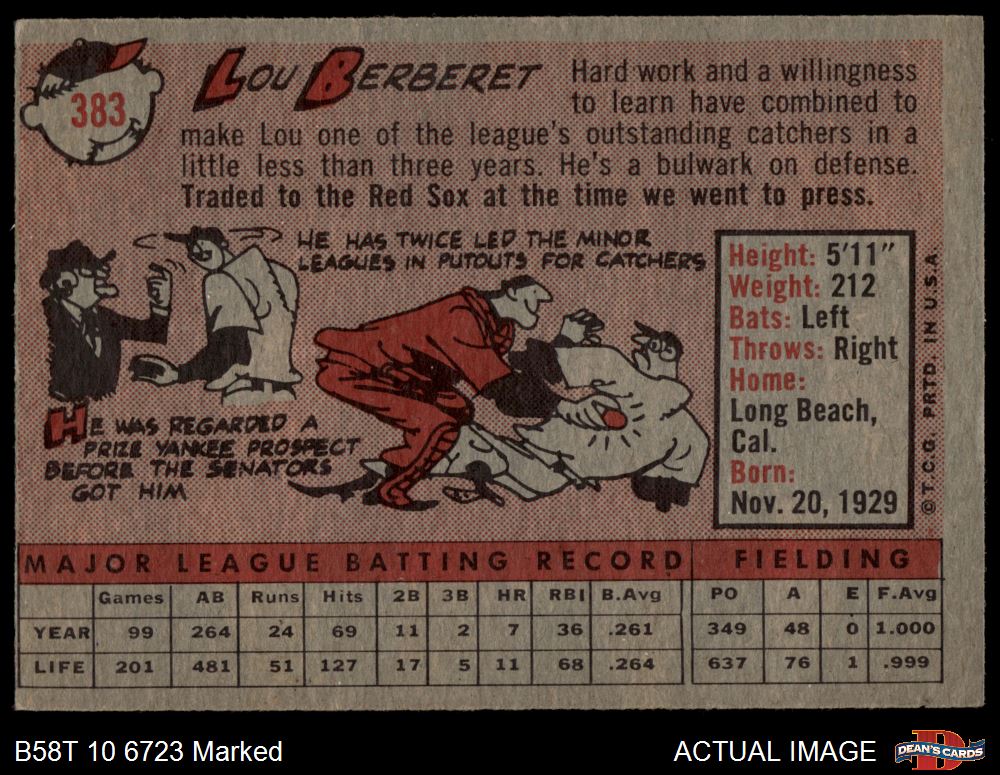 383
LOU BERBERET
Hard work and a willingness
to learn have combined to
make Lou one of the league's outstanding catchers in a
little less than three years. He's a bulwark on defense.
Traded to the Red Sox at the time we went to press.
HE HAS TWICE LED THE MINOR
LEAGUES IN PUTOUTS FOR CATCHERS
HE WAS REGARDED A
PRIZE YANKEE PROSPECT
BEFORE THE SENATORS
GOT HIM
Height: 5'11"
Weight: 212
Bats: Left
Throws: Right
Home:
Long Beach,
Cal.
Born:
Nov. 20, 1929
© T.C.G. PRTD. IN U.S.A.
MAJOR LEAGUE BATTING RECORD FIELDING
Games AB Runs Hits 2B 3B HR RBI B.Avg PO A E F.Avg
YEAR 99 264 24 69 11 2 7 36 .261 349 48 0 1.000
LIFE 201 481 51 127 17 5 11 68 .264 637 76 1 .999
B58T 10 6723 Marked
ACTUAL IMAGE
DEAN'S CARDS